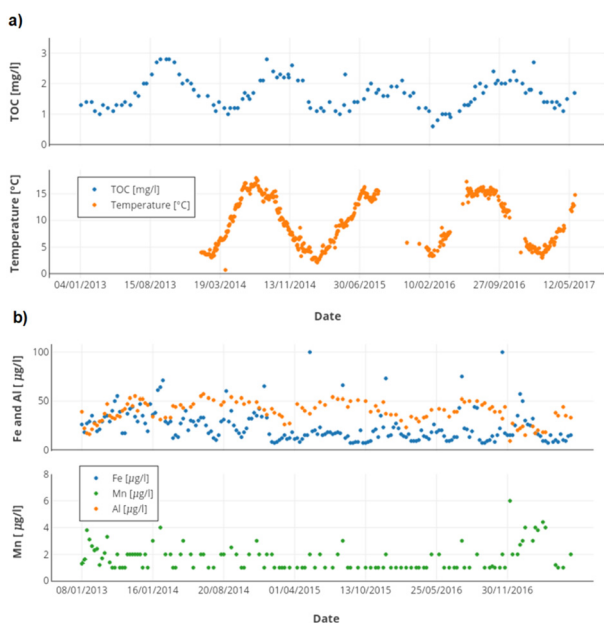 a)
TOC [mg/l]
3
2
1
0
TOC [mg/l]
Temperature [°C]
Temperature [°C]
15
10
5
0
04/01/2013 15/08/2013 19/03/2014 13/11/2014 30/06/2015 10/02/2016 27/09/2016 12/05/2017
Date
b)
Fe and Al [ µg/l]
100
50
0
Fe [µg/l]
Mn [µg/l]
Al [µg/l]
Mn [ µg/l]
8
6
4
2
0
08/01/2013 16/01/2014 20/08/2014 01/04/2015 13/10/2015 25/05/2016 30/11/2016
Date